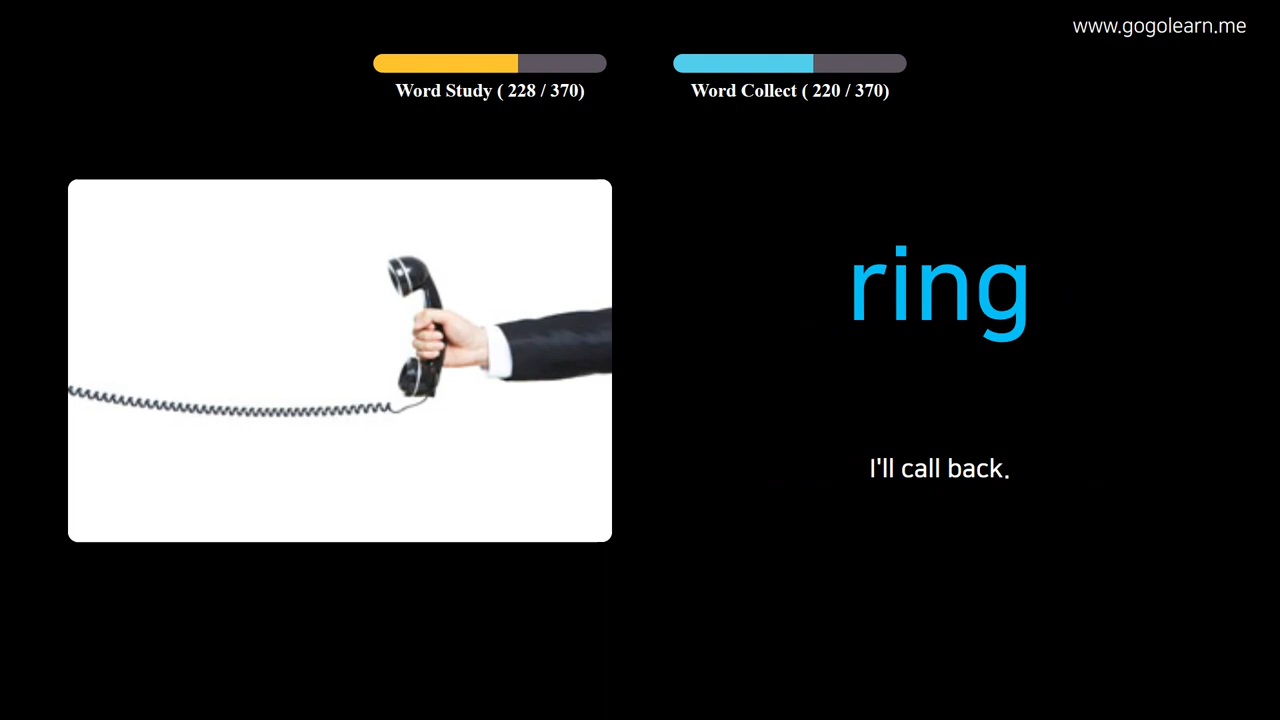 www.gogolearn.me
Word Study ( 228 / 370)
Word Collect ( 220 / 370)
ring
I'll call back.